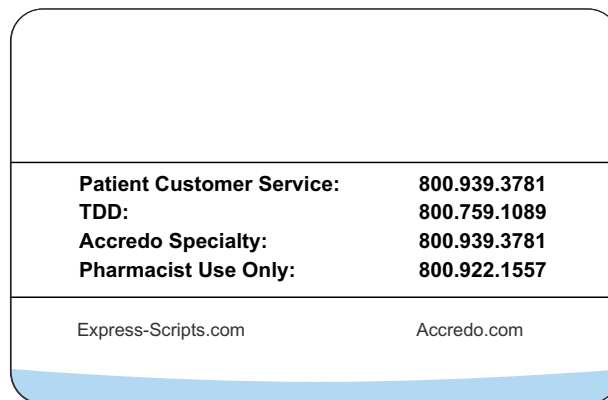 Patient Customer Service: 800.939.3781
TDD: 800.759.1089
Accredo Specialty: 800.939.3781
Pharmacist Use Only: 800.922.1557
Express-Scripts.com Accredo.com